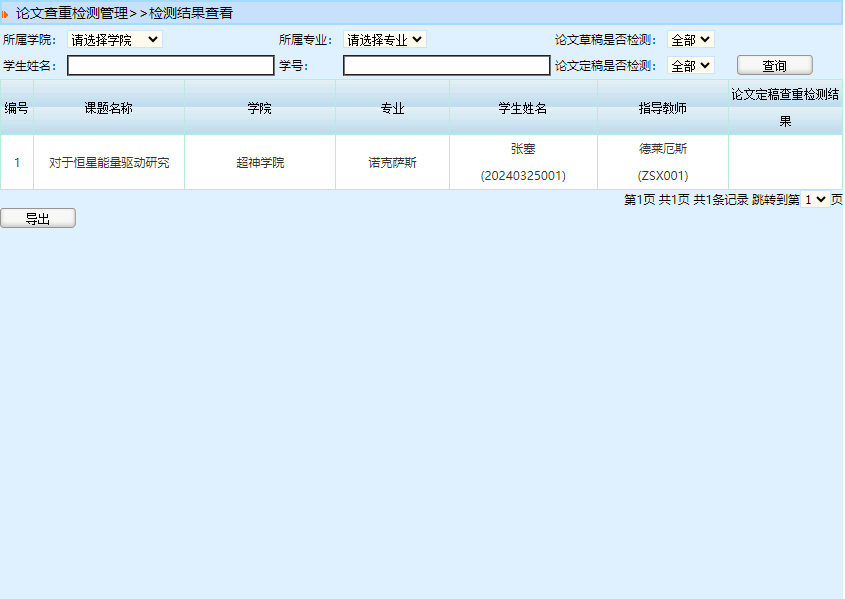 论文查重检测管理>>检测结果查看
所属学院： 请选择学院 所属专业： 请选择专业 论文草稿是否检测： 全部
学生姓名： 学号： 论文定稿是否检测： 全部 查询
编号 课题名称 学院 专业 学生姓名 指导教师 论文定稿查重检测结
果
1 对于恒星能量驱动研究 超神学院 诺克萨斯 张塞 德莱厄斯
(20240325001) (ZSX001)
第1页 共1页 共1条记录 跳转到第 1 页
导出